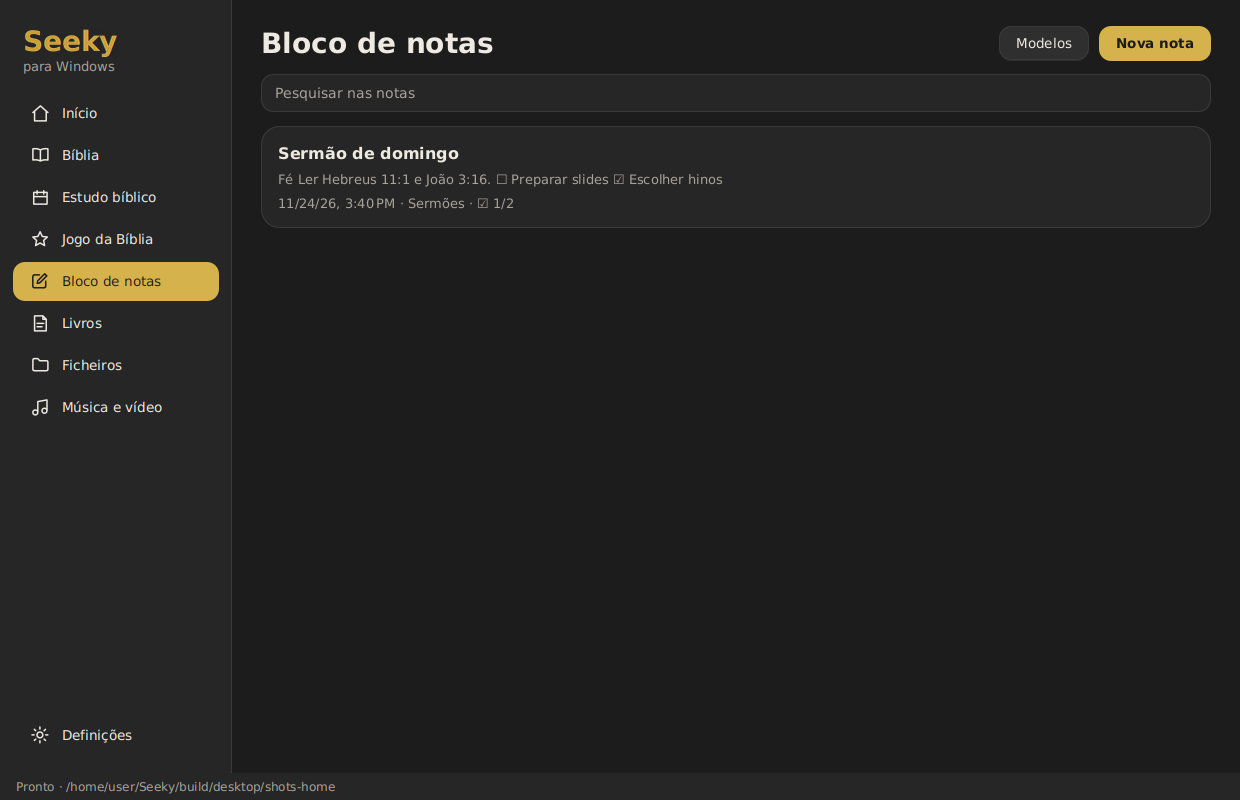 Seeky
para Windows
Início
Bíblia
Estudo bíblico
Jogo da Bíblia
Bloco de notas
Livros
Ficheiros
Música e vídeo
Definições
Bloco de notas
Modelos
Nova nota
Pesquisar nas notas
Sermão de domingo
Fé Ler Hebreus 11:1 e João 3:16. ☐ Preparar slides ☑ Escolher hinos
11/24/26, 3:40 PM · Sermões · ☑ 1/2
Pronto · /home/user/Seeky/build/desktop/shots-home